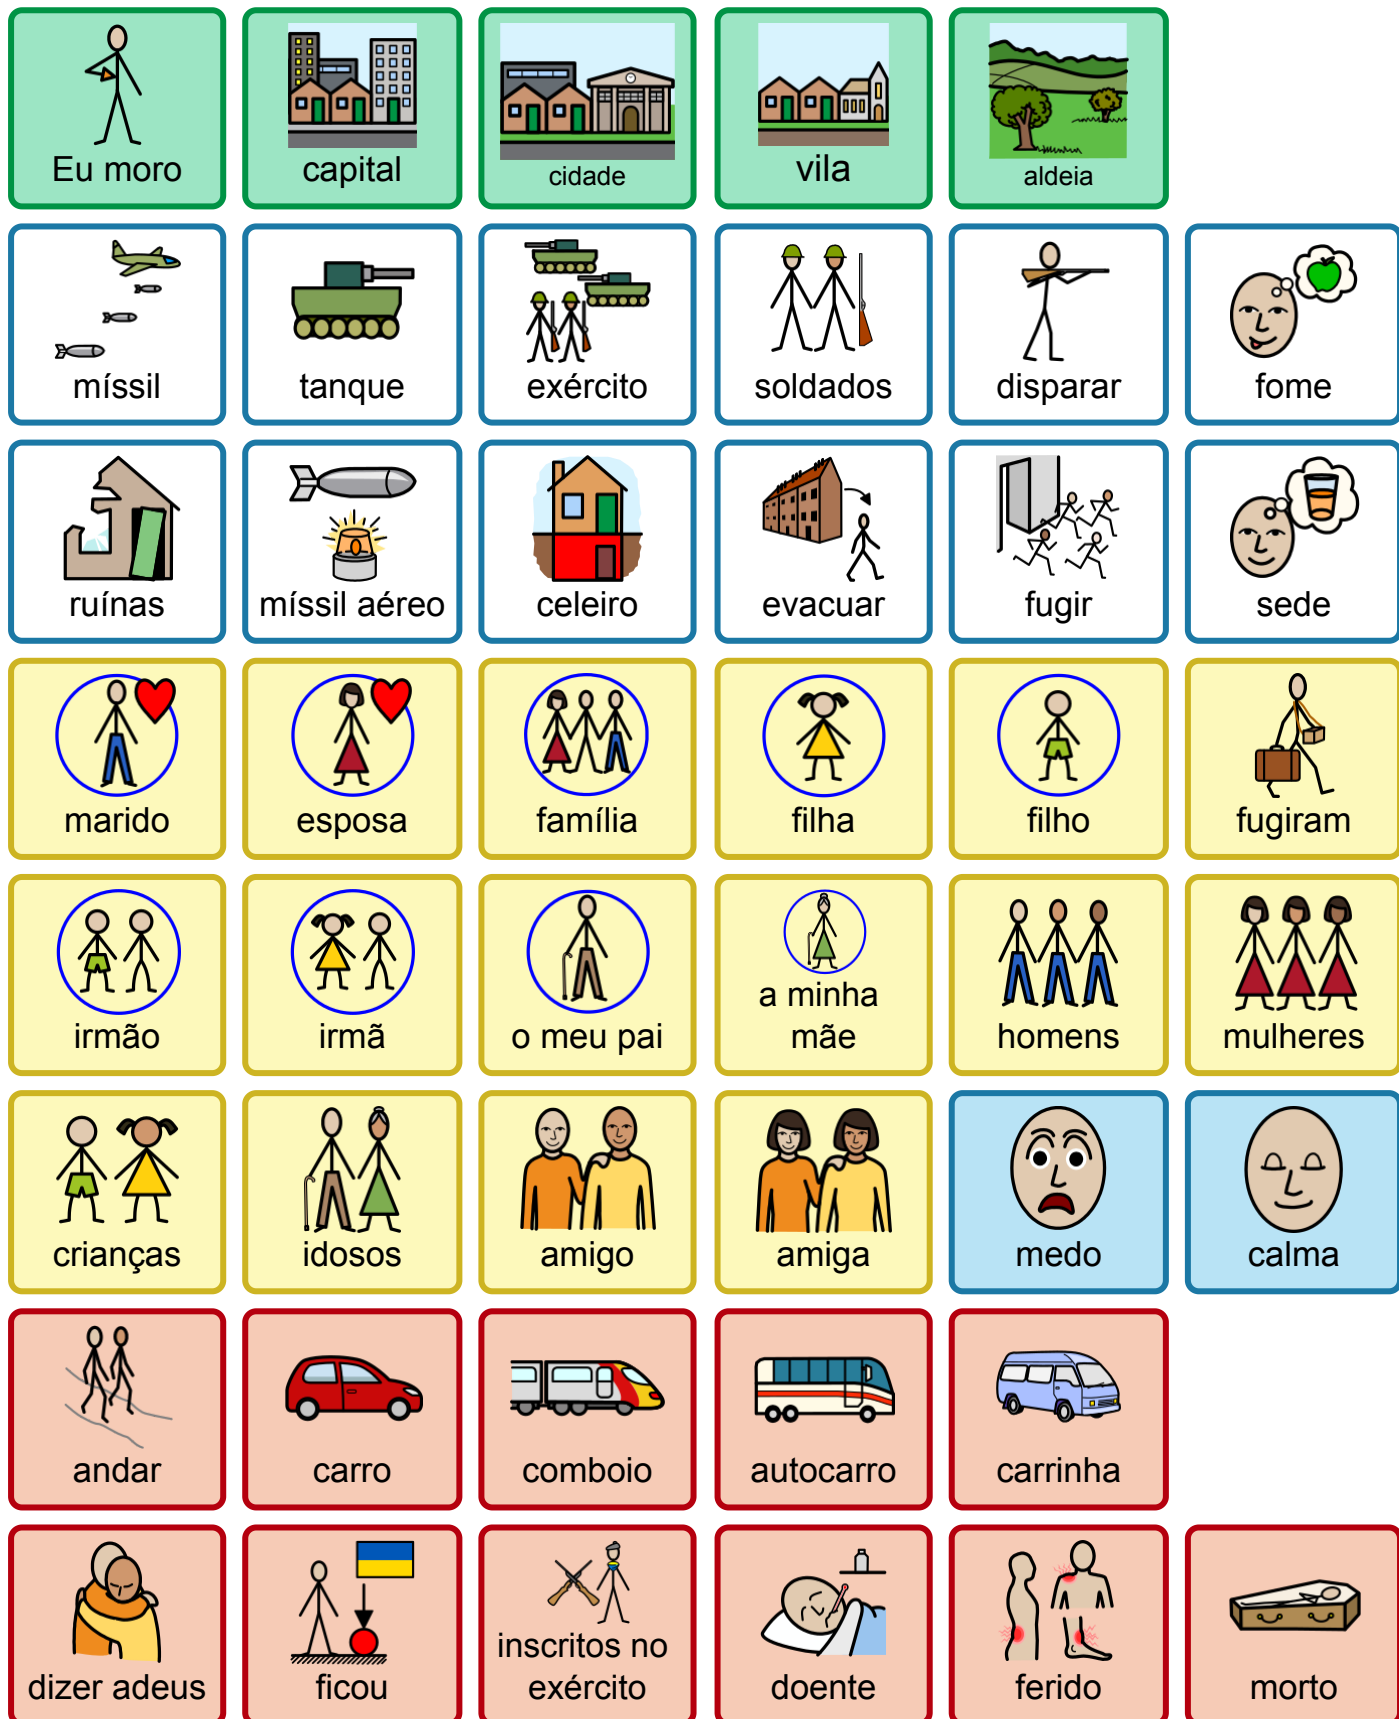 Eu moro
capital
cidade
vila
aldeia
míssil
tanque
exército
soldados
disparar
fome
ruínas
míssil aéreo
celeiro
evacuar
fugir
sede
marido
esposa
família
filha
filho
fugiram
irmão
irmã
o meu pai
a minha
mãe
homens
mulheres
crianças
idosos
amigo
amiga
medo
calma
andar
carro
comboio
autocarro
carrinha
dizer adeus
ficou
inscritos no
exército
doente
ferido
morto